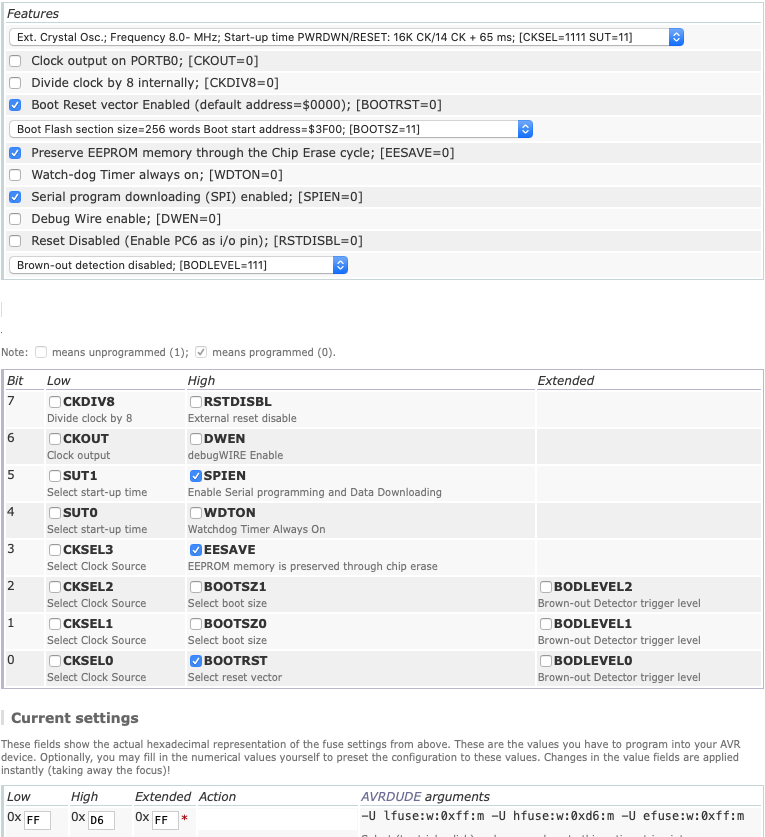 Features
Ext. Crystal Osc.; Frequency 8.0- MHz; Start-up time PWRDWN/RESET: 16K CK/14 CK + 65 ms; [CKSEL=1111 SUT=11]
Clock output on PORTB0; [CKOUT=0]
Divide clock by 8 internally; [CKDIV8=0]
Boot Reset vector Enabled (default address=$0000); [BOOTRST=0]
Boot Flash section size=256 words Boot start address=$3F00; [BOOTSZ=11]
Preserve EEPROM memory through the Chip Erase cycle; [EESAVE=0]
Watch-dog Timer always on; [WDTON=0]
Serial program downloading (SPI) enabled; [SPIEN=0]
Debug Wire enable; [DWEN=0]
Reset Disabled (Enable PC6 as i/o pin); [RSTDISBL=0]
Brown-out detection disabled; [BODLEVEL=111]
.
Note: means unprogrammed (1); means programmed (0).
Bit Low High Extended
7 CKDIV8 RSTDISBL
Divide clock by 8 External reset disable
6 CKOUT DWEN
Clock output debugWIRE Enable
5 SUT1 SPIEN
Select start-up time Enable Serial programming and Data Downloading
4 SUT0 WDTON
Select start-up time Watchdog Timer Always On
3 CKSEL3 EESAVE
Select Clock Source EEPROM memory is preserved through chip erase
2 CKSEL2 BOOTSZ1 BODLEVEL2
Select Clock Source Select boot size Brown-out Detector trigger level
1 CKSEL1 BOOTSZ0 BODLEVEL1
Select Clock Source Select boot size Brown-out Detector trigger level
0 CKSEL0 BOOTRST BODLEVEL0
Select Clock Source Select reset vector Brown-out Detector trigger level
Current settings
These fields show the actual hexadecimal representation of the fuse settings from above. These are the values you have to program into your AVR
device. Optionally, you may fill in the numerical values yourself to preset the configuration to these values. Changes in the value fields are applied
instantly (taking away the focus)!
Low High Extended Action AVRDUDE arguments
0x FF 0x D6 0x FF * -U lfuse:w:0xff:m -U hfuse:w:0xd6:m -U efuse:w:0xff:m